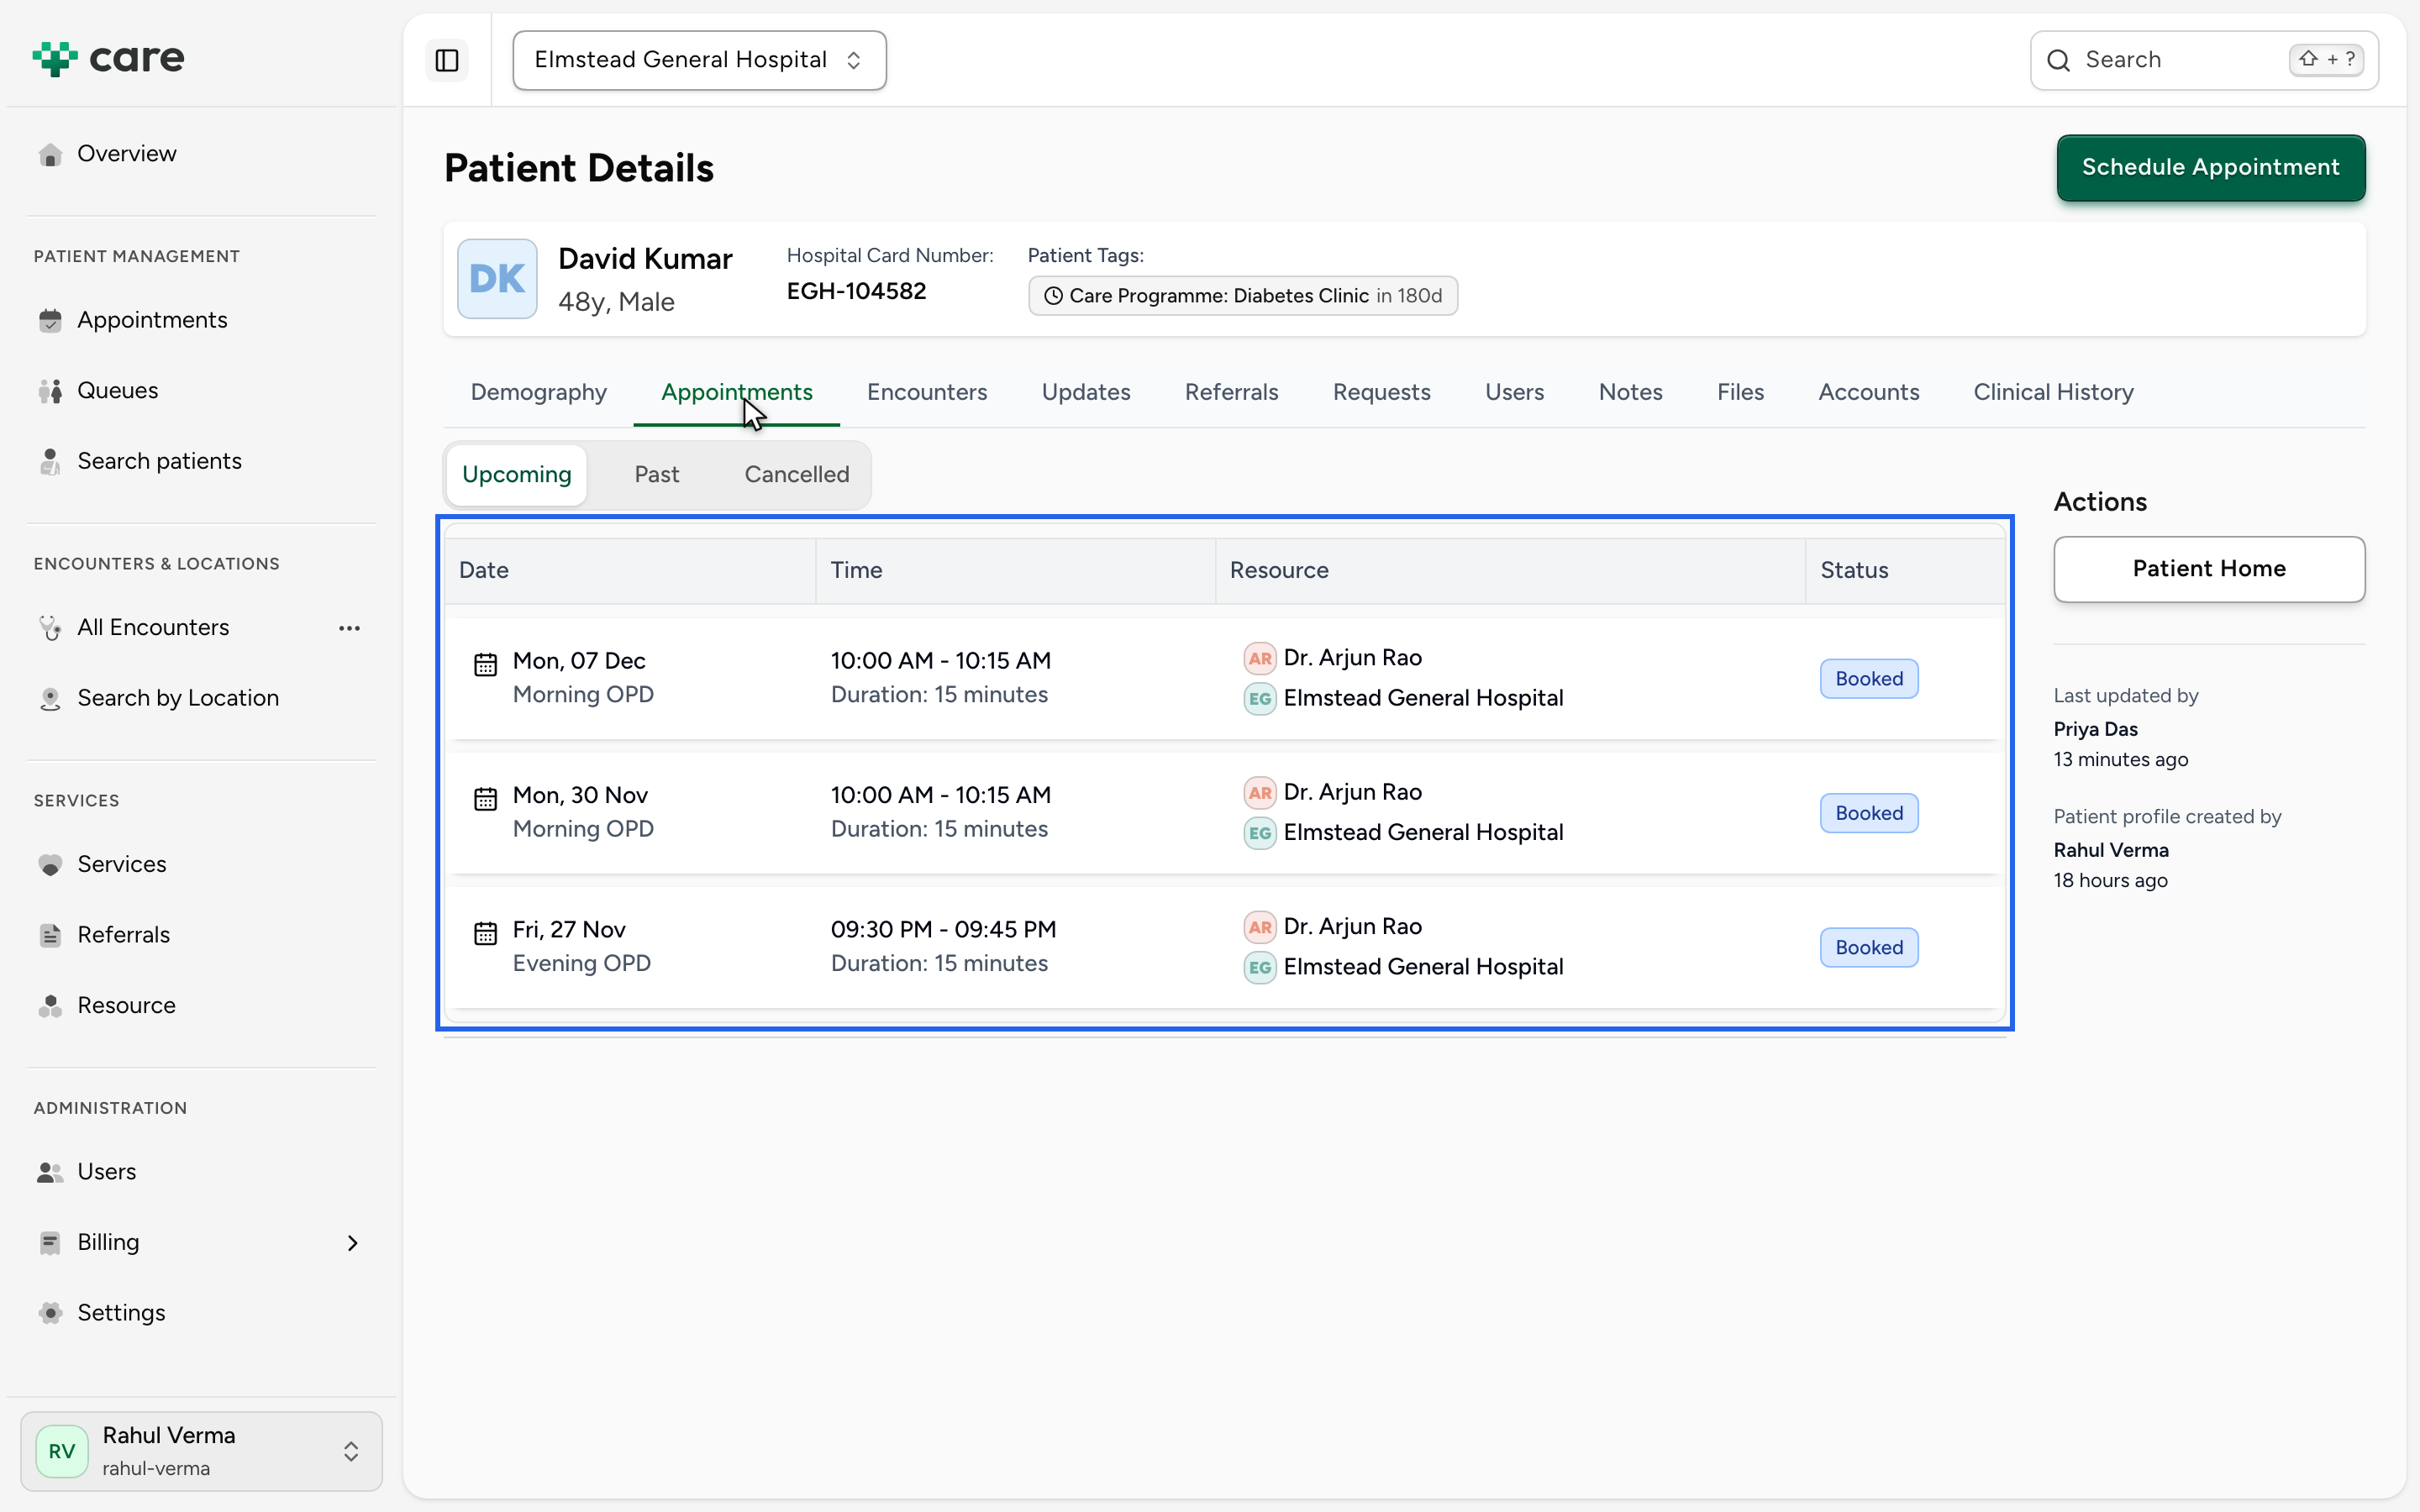 care
Elmstead General Hospital
Search
+ ?
Overview
PATIENT MANAGEMENT
Appointments
Queues
Search patients
ENCOUNTERS & LOCATIONS
All Encounters
Search by Location
SERVICES
Services
Referrals
Resource
ADMINISTRATION
Users
Billing
Settings
RV
Rahul Verma
rahul-verma
Patient Details
Schedule Appointment
DK
David Kumar
48y, Male
Hospital Card Number:
EGH-104582
Patient Tags:
Care Programme: Diabetes Clinic in 180d
Demography Appointments Encounters Updates Referrals Requests Users Notes Files Accounts Clinical History
Upcoming Past Cancelled
Date Time Resource Status
Mon, 07 Dec 10:00 AM - 10:15 AM AR Dr. Arjun Rao Booked
Morning OPD Duration: 15 minutes EG Elmstead General Hospital
Mon, 30 Nov 10:00 AM - 10:15 AM AR Dr. Arjun Rao Booked
Morning OPD Duration: 15 minutes EG Elmstead General Hospital
Fri, 27 Nov 09:30 PM - 09:45 PM AR Dr. Arjun Rao Booked
Evening OPD Duration: 15 minutes EG Elmstead General Hospital
Actions
Patient Home
Last updated by
Priya Das
13 minutes ago
Patient profile created by
Rahul Verma
18 hours ago